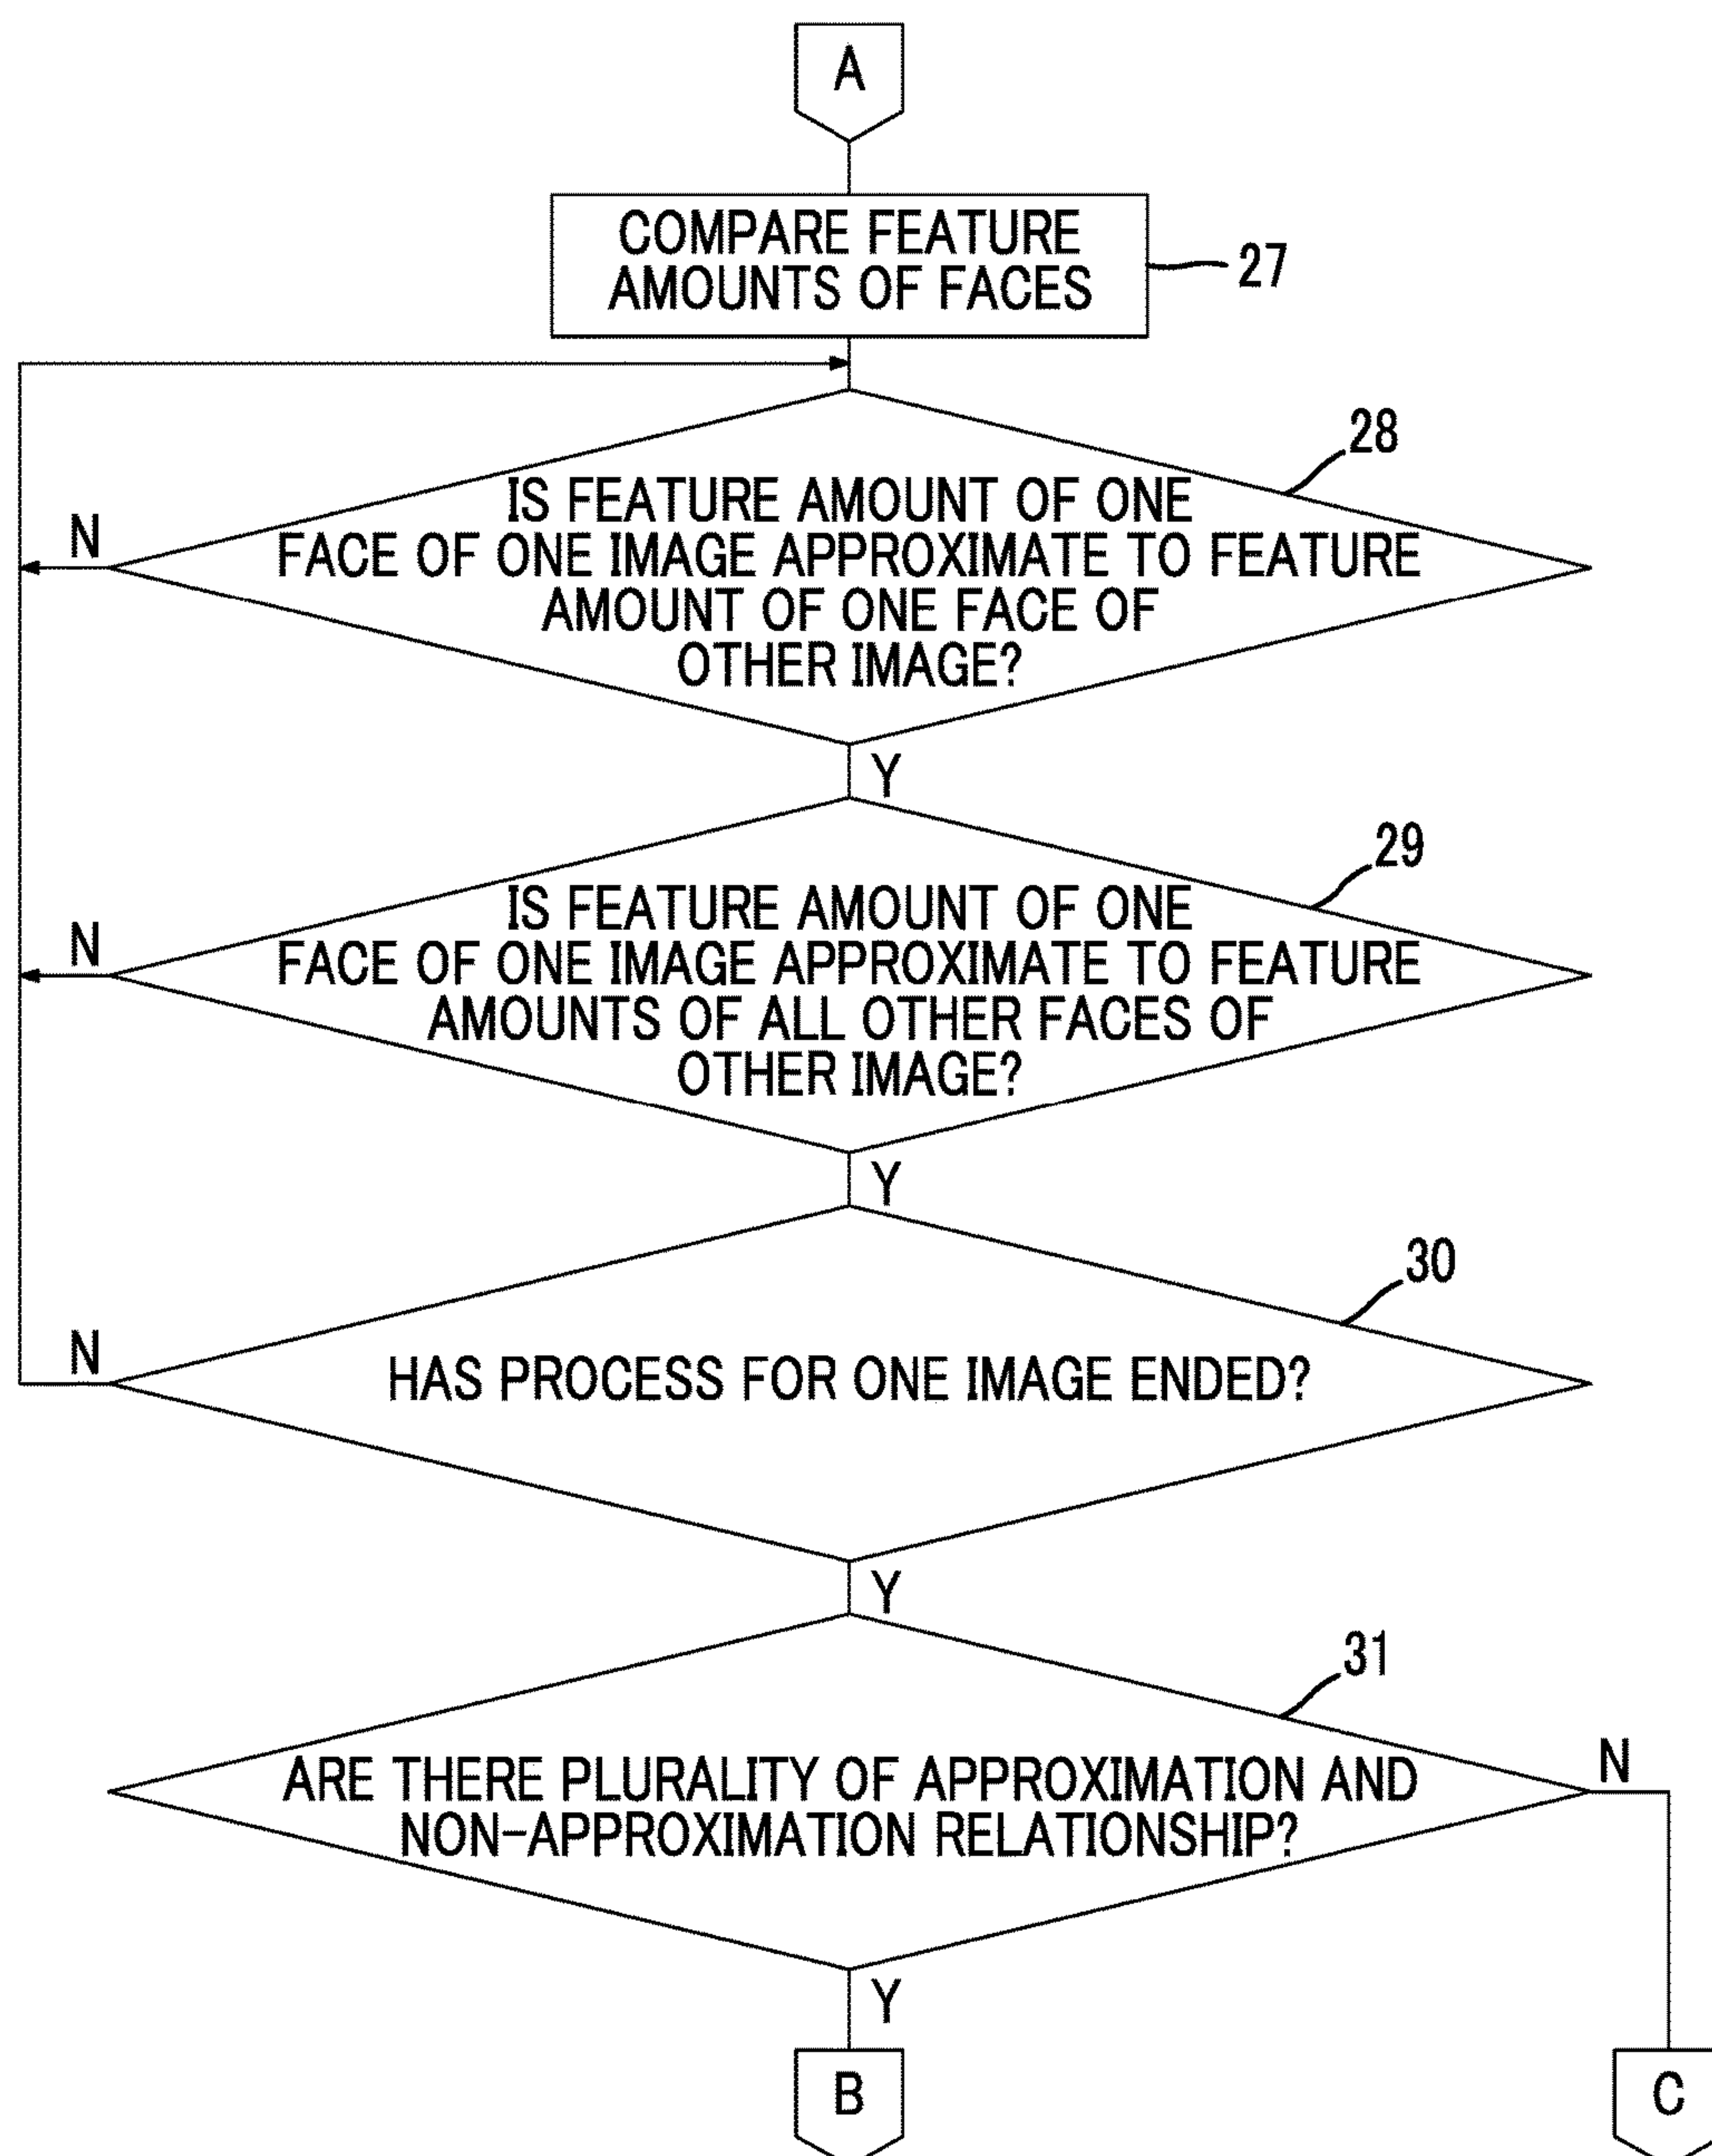 A
COMPARE FEATURE
AMOUNTS OF FACES
27
28
IS FEATURE AMOUNT OF ONE
FACE OF ONE IMAGE APPROXIMATE TO FEATURE
AMOUNT OF ONE FACE OF
OTHER IMAGE?
N
Y
29
IS FEATURE AMOUNT OF ONE
FACE OF ONE IMAGE APPROXIMATE TO FEATURE
AMOUNTS OF ALL OTHER FACES OF
OTHER IMAGE?
N
Y
30
HAS PROCESS FOR ONE IMAGE ENDED?
N
Y
31
ARE THERE PLURALITY OF APPROXIMATION AND
NON-APPROXIMATION RELATIONSHIP?
N
Y
B
C